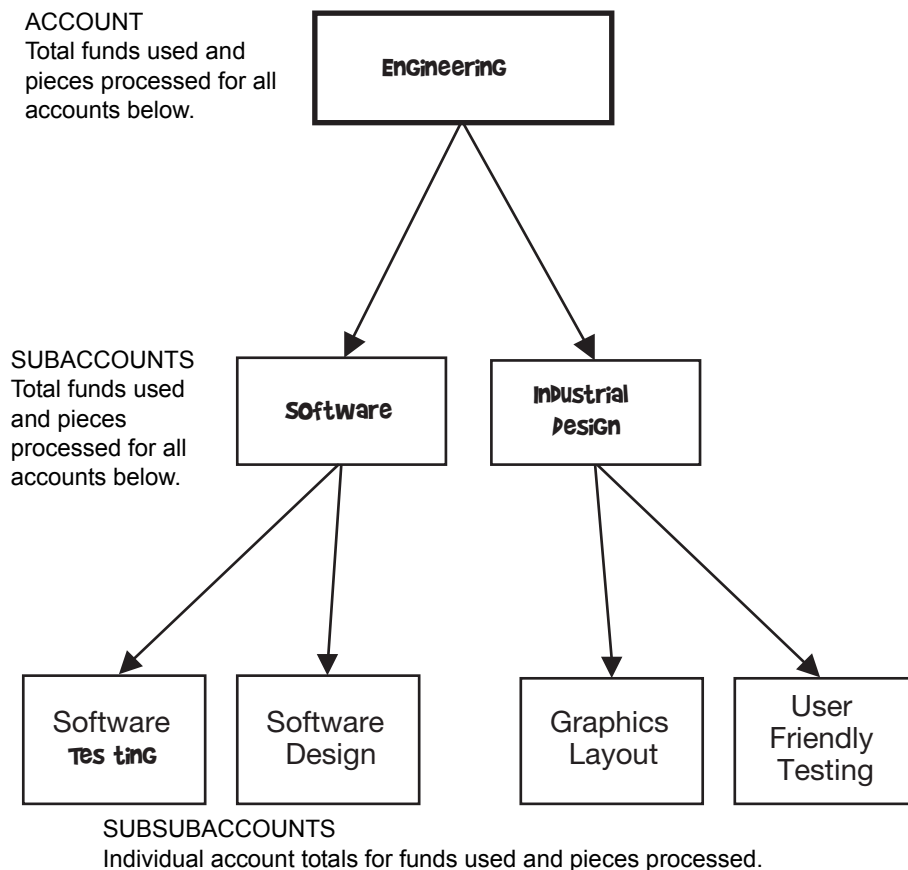 ACCOUNT
Total funds used and
pieces processed for all
accounts below.
Engineering
SUBACCOUNTS
Total funds used
and pieces
processed for all
accounts below.
Software
Industrial
Design
Software
Tes ting
Software
Design
Graphics
Layout
User
Friendly
Testing
SUBSUBACCOUNTS
Individual account totals for funds used and pieces processed.